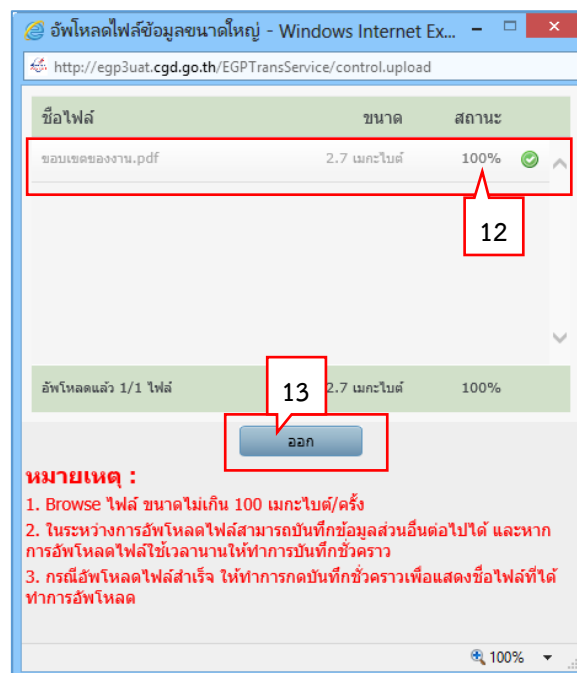 อัพโหลดไฟล์ข้อมูลขนาดใหญ่ - Windows Internet Ex...
http://egp3uat.cgd.go.th/EGPTransService/control.upload
ชื่อไฟล์ ขนาด สถานะ
ขอบเขตของงาน.pdf 2.7 เมกะไบต์ 100%
12
อัพโหลดแล้ว 1/1 ไฟล์ 2.7 เมกะไบต์ 100%
13
ออก
หมายเหตุ :
1. Browse ไฟล์ ขนาดไม่เกิน 100 เมกะไบต์/ครั้ง
2. ในระหว่างการอัพโหลดไฟล์สามารถบันทึกข้อมูลส่วนอื่นต่อไปได้ และหาก
การอัพโหลดไฟล์ใช้เวลานานให้ทำการบันทึกชั่วคราว
3. กรณีอัพโหลดไฟล์สำเร็จ ให้ทำการกดบันทึกชั่วคราวเพื่อแสดงชื่อไฟล์ที่ได้
ทำการอัพโหลด
100%